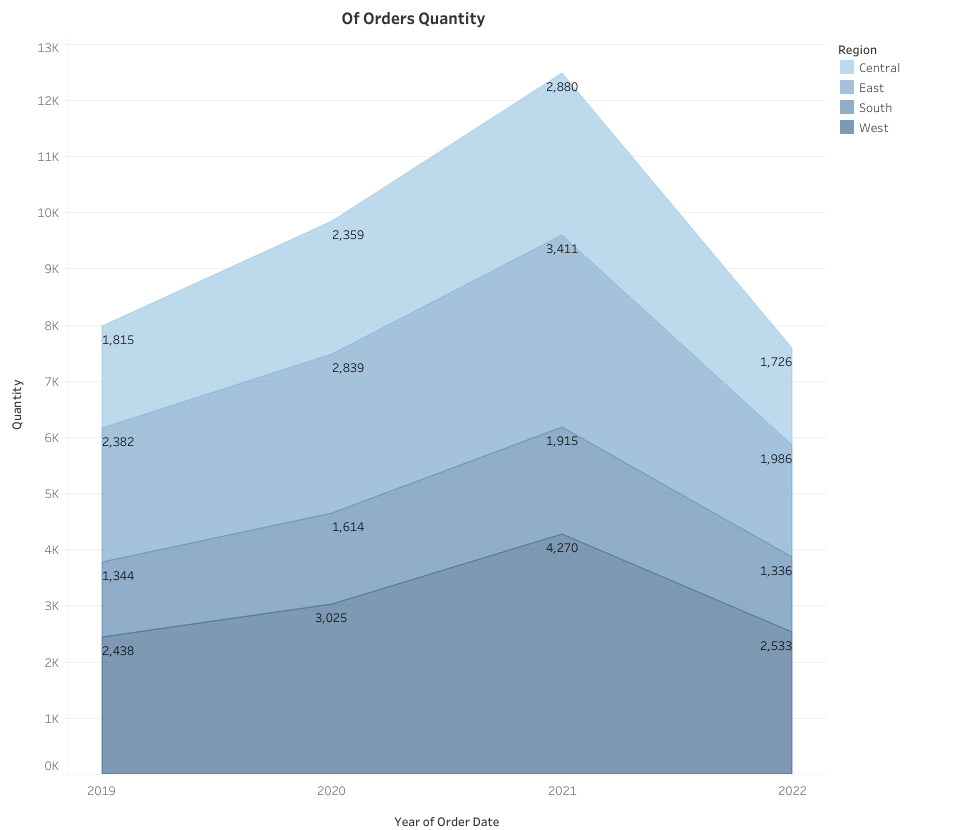 Of Orders Quantity
Region
Central
East
South
West
Quantity
13K
12K
11K
10K
9K
8K
7K
6K
5K
4K
3K
2K
1K
0K
2,880
2,359
3,411
1,815
1,726
2,839
2,382
1,915
1,986
1,614
4,270
1,336
1,344
3,025
2,533
2,438
2019 2020 2021 2022
Year of Order Date